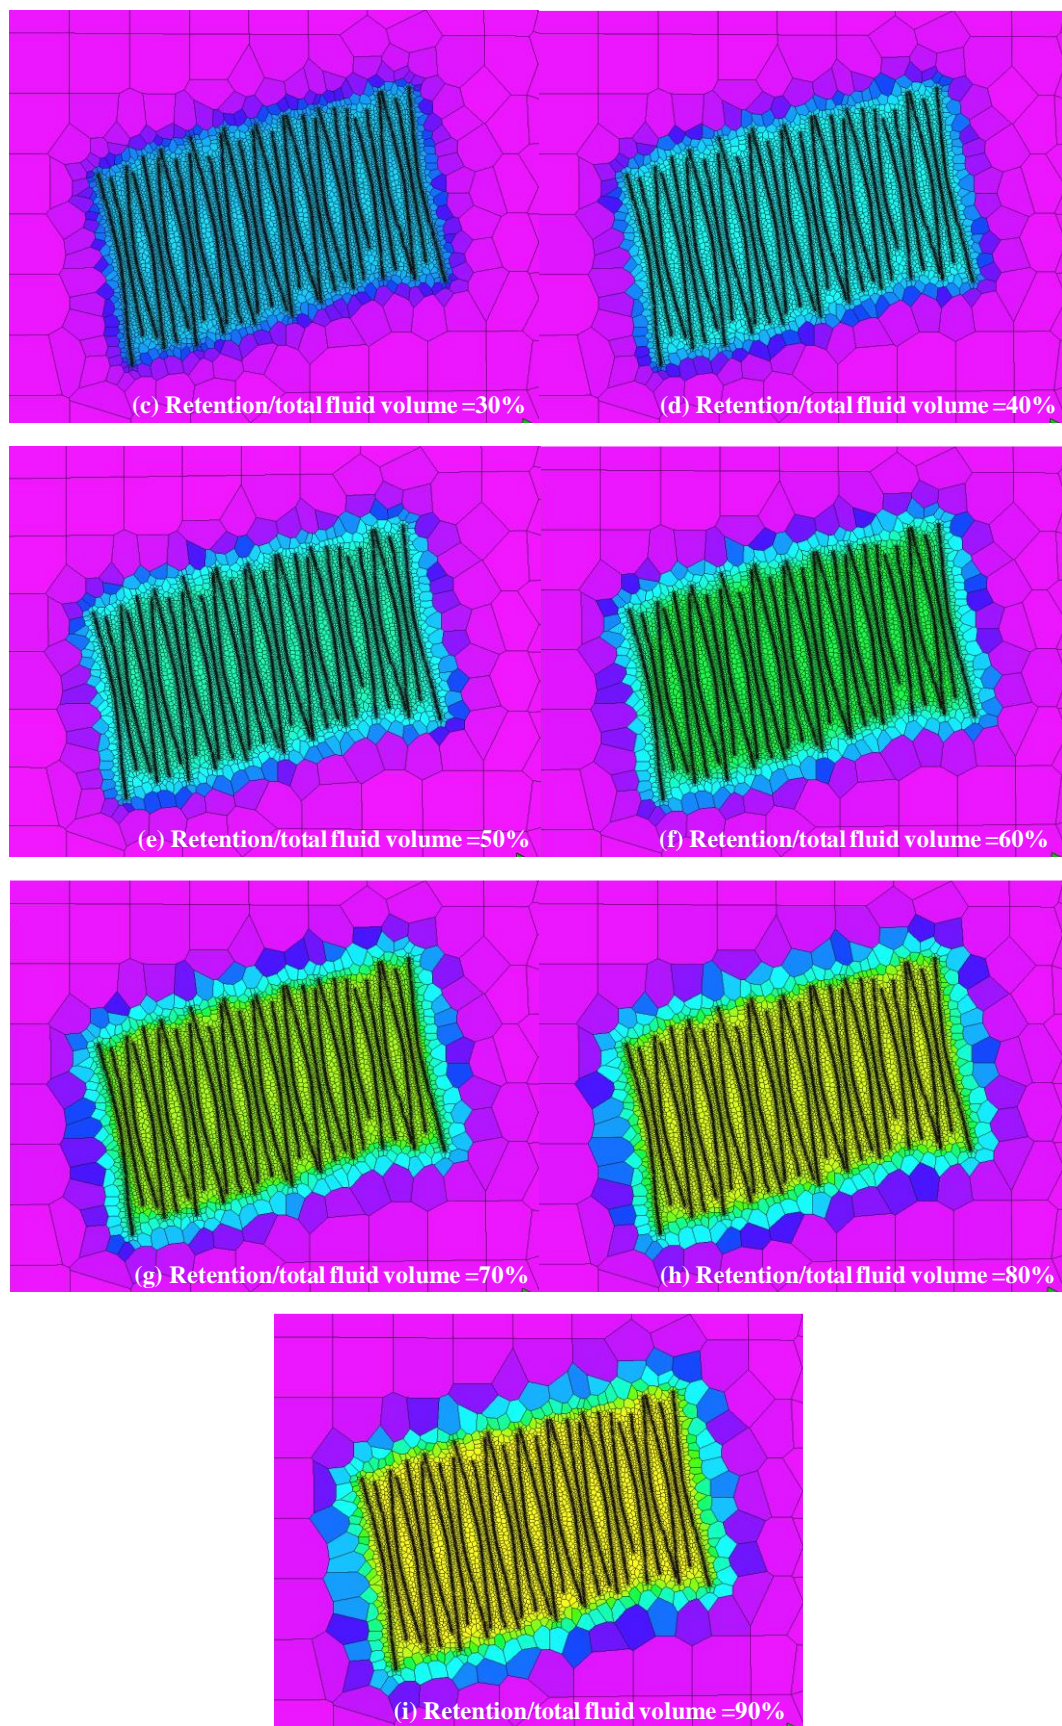 (c) Retention/total fluid volume =30%
(d) Retention/total fluid volume =40%
(e) Retention/total fluid volume =50%
(f) Retention/total fluid volume =60%
(g) Retention/total fluid volume =70%
(h) Retention/total fluid volume =80%
(i) Retention/total fluid volume =90%